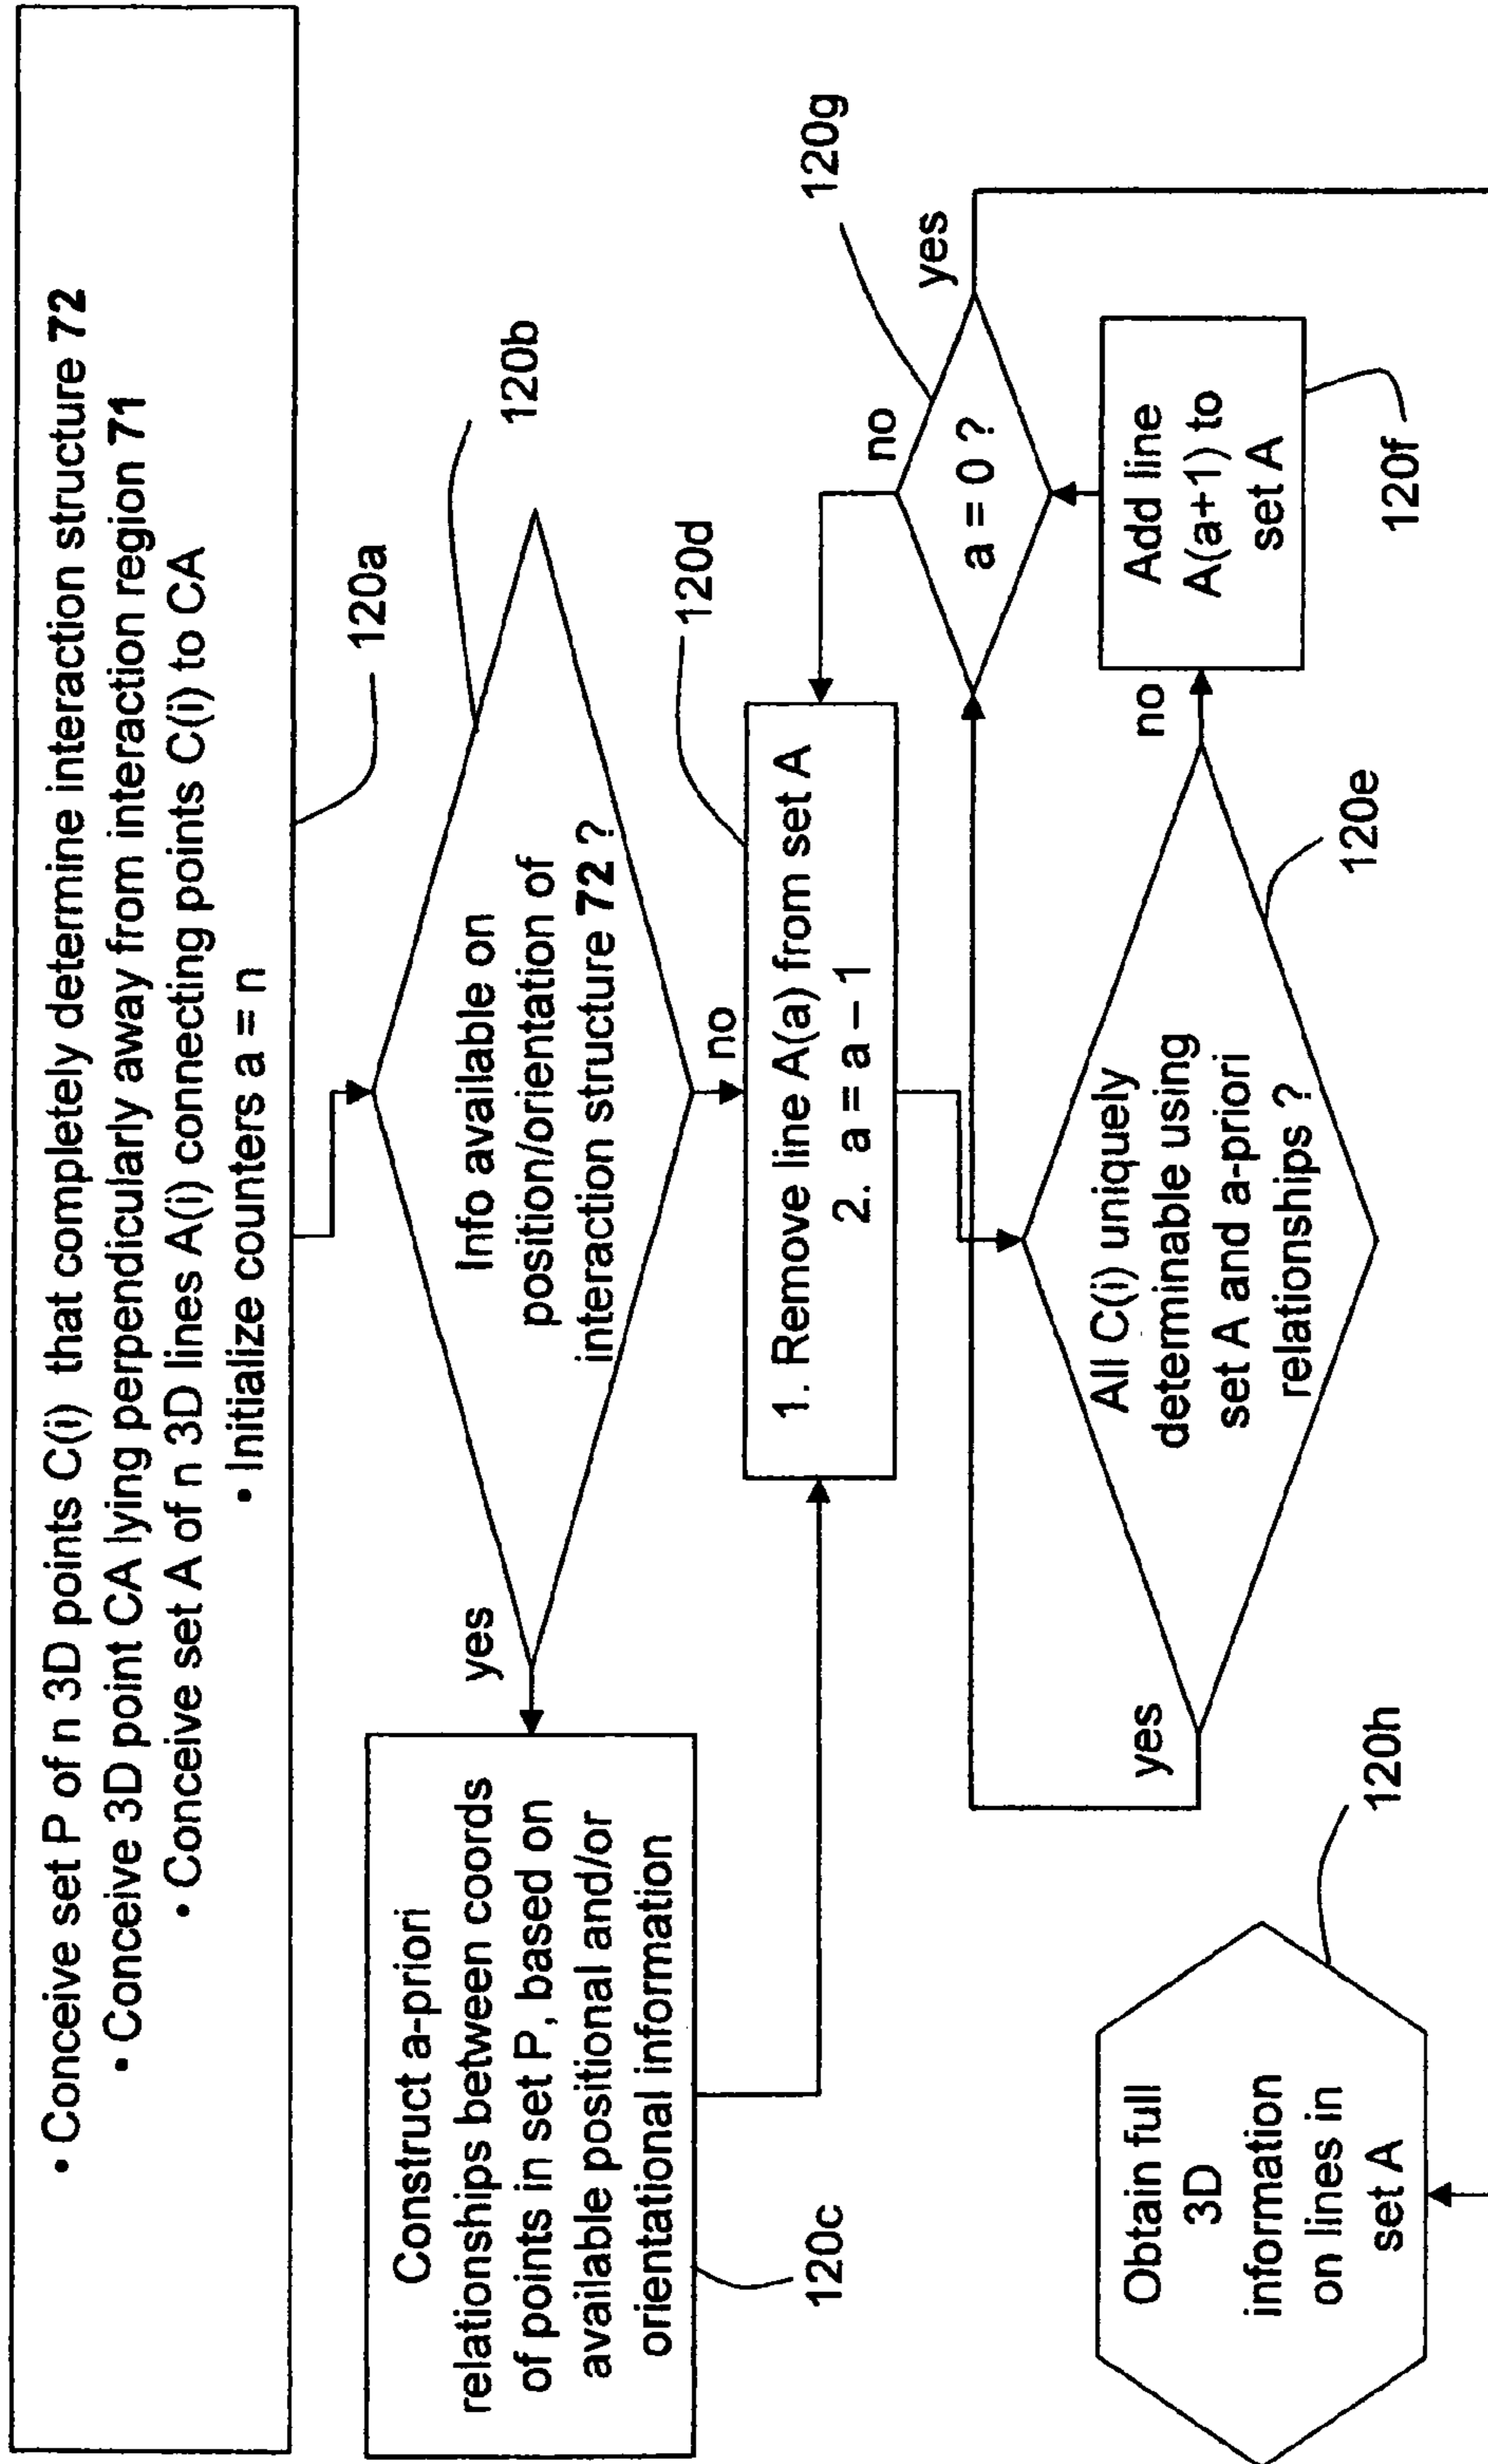 • Conceive set P of n 3D points C(i) that completely determine interaction structure 72
• Conceive 3D point CA lying perpendicularly away from interaction region 71
• Conceive set A of n 3D lines A(i) connecting points C(i) to CA
• Initialize counters a = n
120a
Info available on
position/orientation of
interaction structure 72 ?
120b
yes
no
Construct a-priori
relationships between coords
of points in set P, based on
available positional and/or
orientational information
120c
1. Remove line A(a) from set A
2. a = a – 1
120d
All C(i) uniquely
determinable using
set A and a-priori
relationships ?
120e
yes
no
Add line
A(a+1) to
set A
120f
a = 0 ?
120g
no
yes
Obtain full
3D
information
on lines in
set A
120h